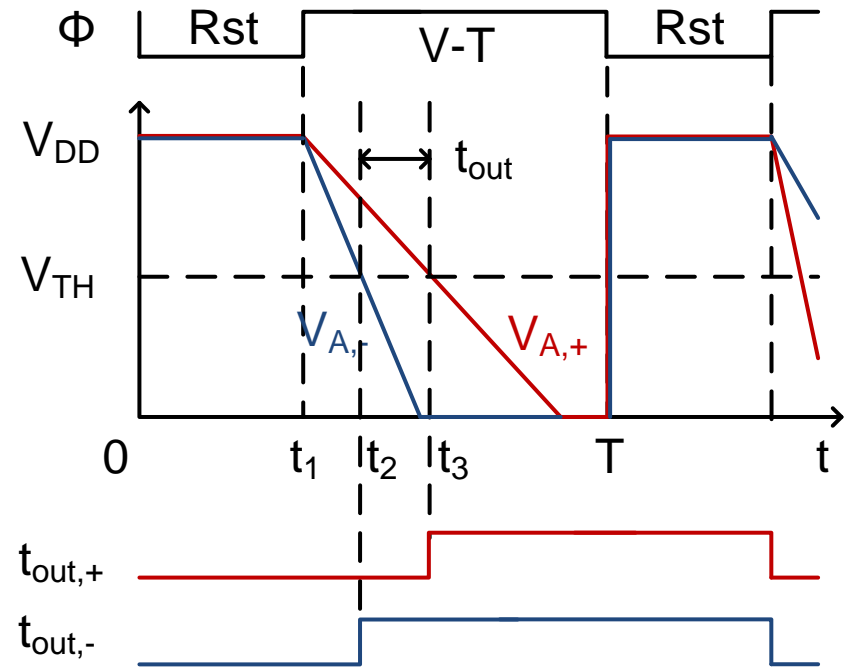 Φ Rst V-T Rst
V_DD
t_out
V_TH
V_A,- V_A,+
0 t_1 t_2 t_3 T t
t_out,+
t_out,-